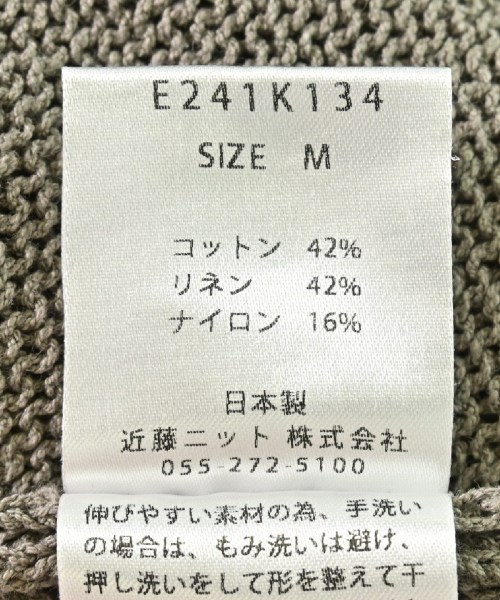 E241K134
SIZE M
コットン 42%
リネン 42%
ナイロン 16%
日本製
近藤ニット 株式会社
055-272-5100
伸びやすい素材の為、手洗い
の場合は、もみ洗いは避け、
押し洗いをして形を整えて干